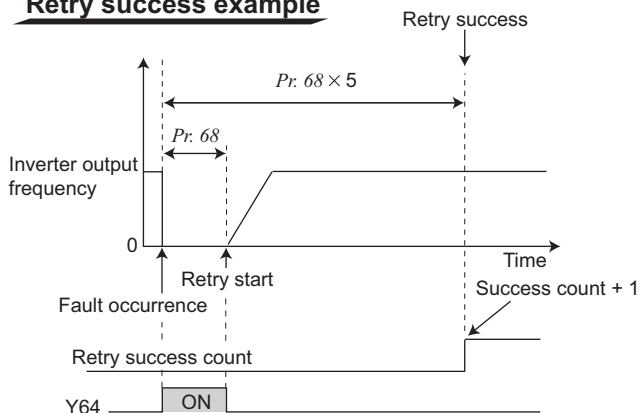 Retry success example
Retry success
Pr. 68 × 5
Pr. 68
Inverter output
frequency
0
Time
Retry start
Success count + 1
Fault occurrence
Retry success count
Y64
ON